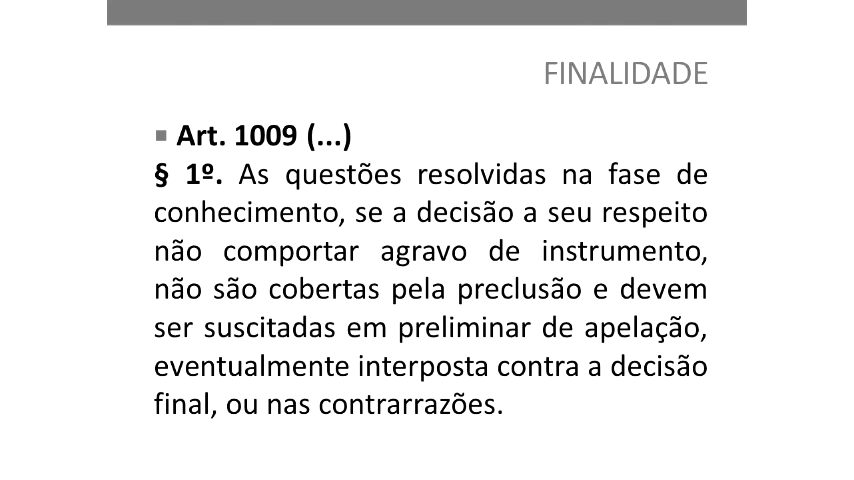 FINALIDADE
▪ Art. 1009 (...)
§ 1º. As questões resolvidas na fase de
conhecimento, se a decisão a seu respeito
não comportar agravo de instrumento,
não são cobertas pela preclusão e devem
ser suscitadas em preliminar de apelação,
eventualmente interposta contra a decisão
final, ou nas contrarrazões.